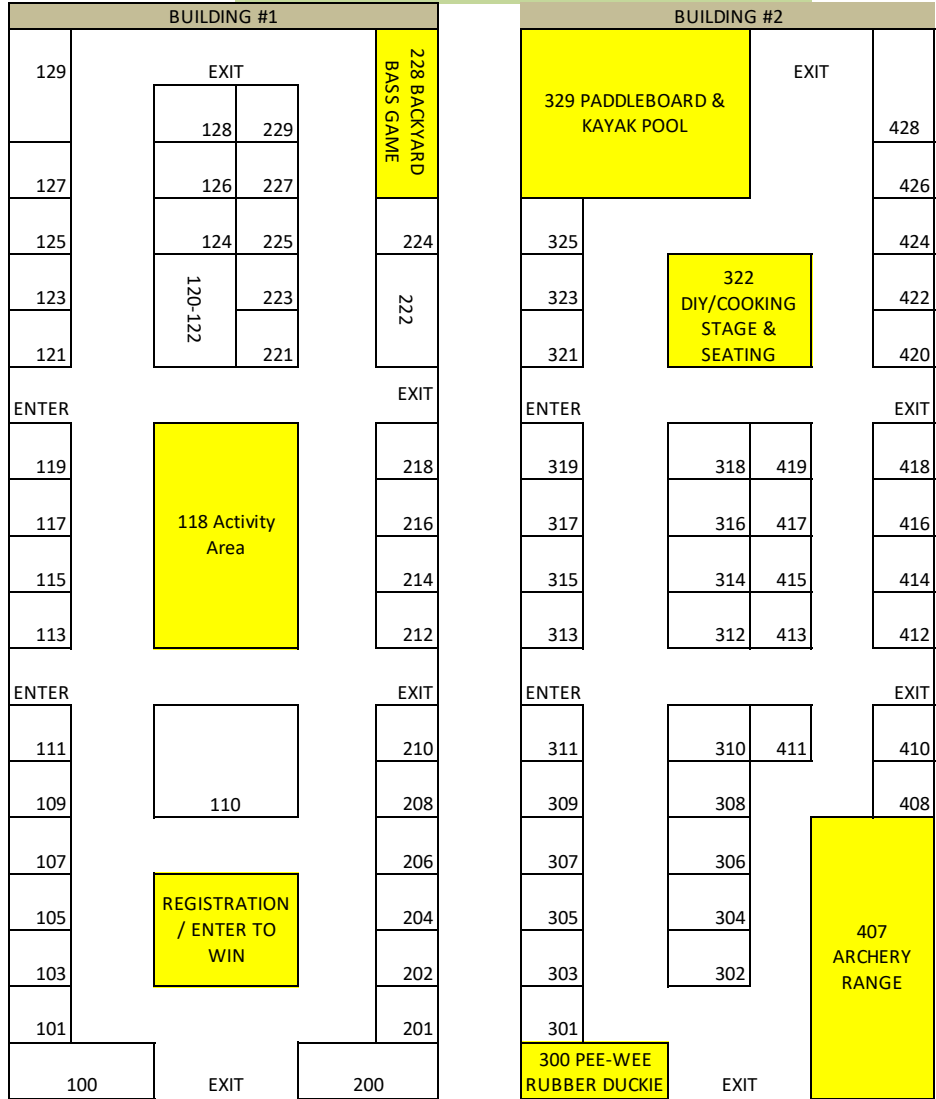 BUILDING #1
BUILDING #2
129 EXIT 228 BACKYARD BASS GAME
329 PADDLEBOARD &
KAYAK POOL
EXIT
128 229 428
127 126 227 426
125 124 225 224 325 424
120-122
322
DIY/COOKING
STAGE &
SEATING
123 223 222 323 422
121 221 321 420
ENTER EXIT ENTER EXIT
119 218 319 318 419 418
118 Activity
Area
117 216 317 316 417 416
115 214 315 314 415 414
113 212 313 312 413 412
ENTER EXIT ENTER EXIT
111 210 311 310 411 410
109 110 208 309 308 408
107 206 307 306
REGISTRATION
/ ENTER TO
WIN
105 204 305 304
407
ARCHERY
RANGE
103 202 303 302
101 201 301
100 EXIT 200
300 PEE-WEE
RUBBER DUCKIE
EXIT